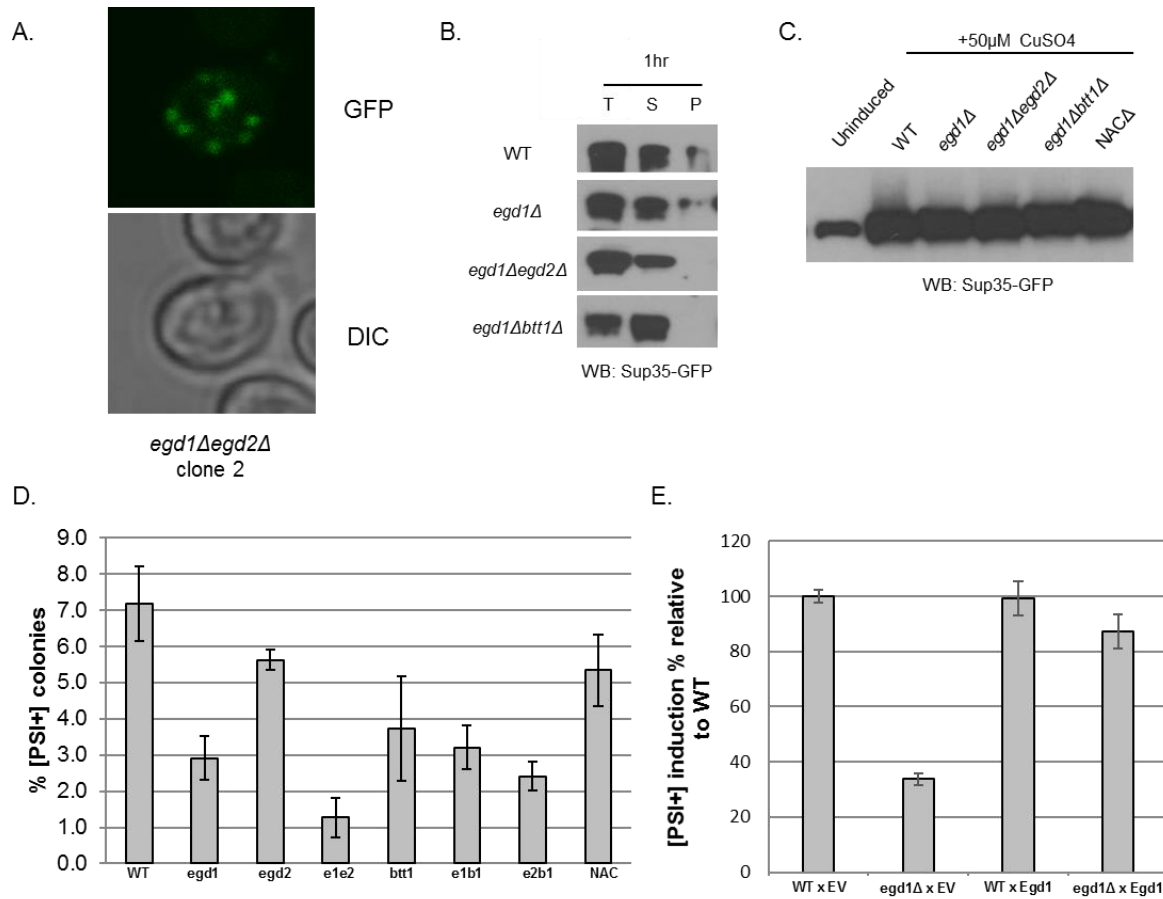 A.
GFP
DIC
egd1Δegd2Δ
clone 2
B.
1hr
T S P
WT
egd1Δ
egd1Δegd2Δ
egd1Δbtt1Δ
WB: Sup35-GFP
C.
+50µM CuSO4
Uninduced
WT
egd1Δ
egd1Δegd2Δ
egd1Δbtt1Δ
NACΔ
WB: Sup35-GFP
D.
% [PSI+] colonies
9.0
8.0
7.0
6.0
5.0
4.0
3.0
2.0
1.0
0.0
WT egd1 egd2 e1e2 btt1 e1b1 e2b1 NAC
E.
[PSI+] induction % relative
to WT
120
100
80
60
40
20
0
WT x EV egd1Δ x EV WT x Egd1 egd1Δ x Egd1